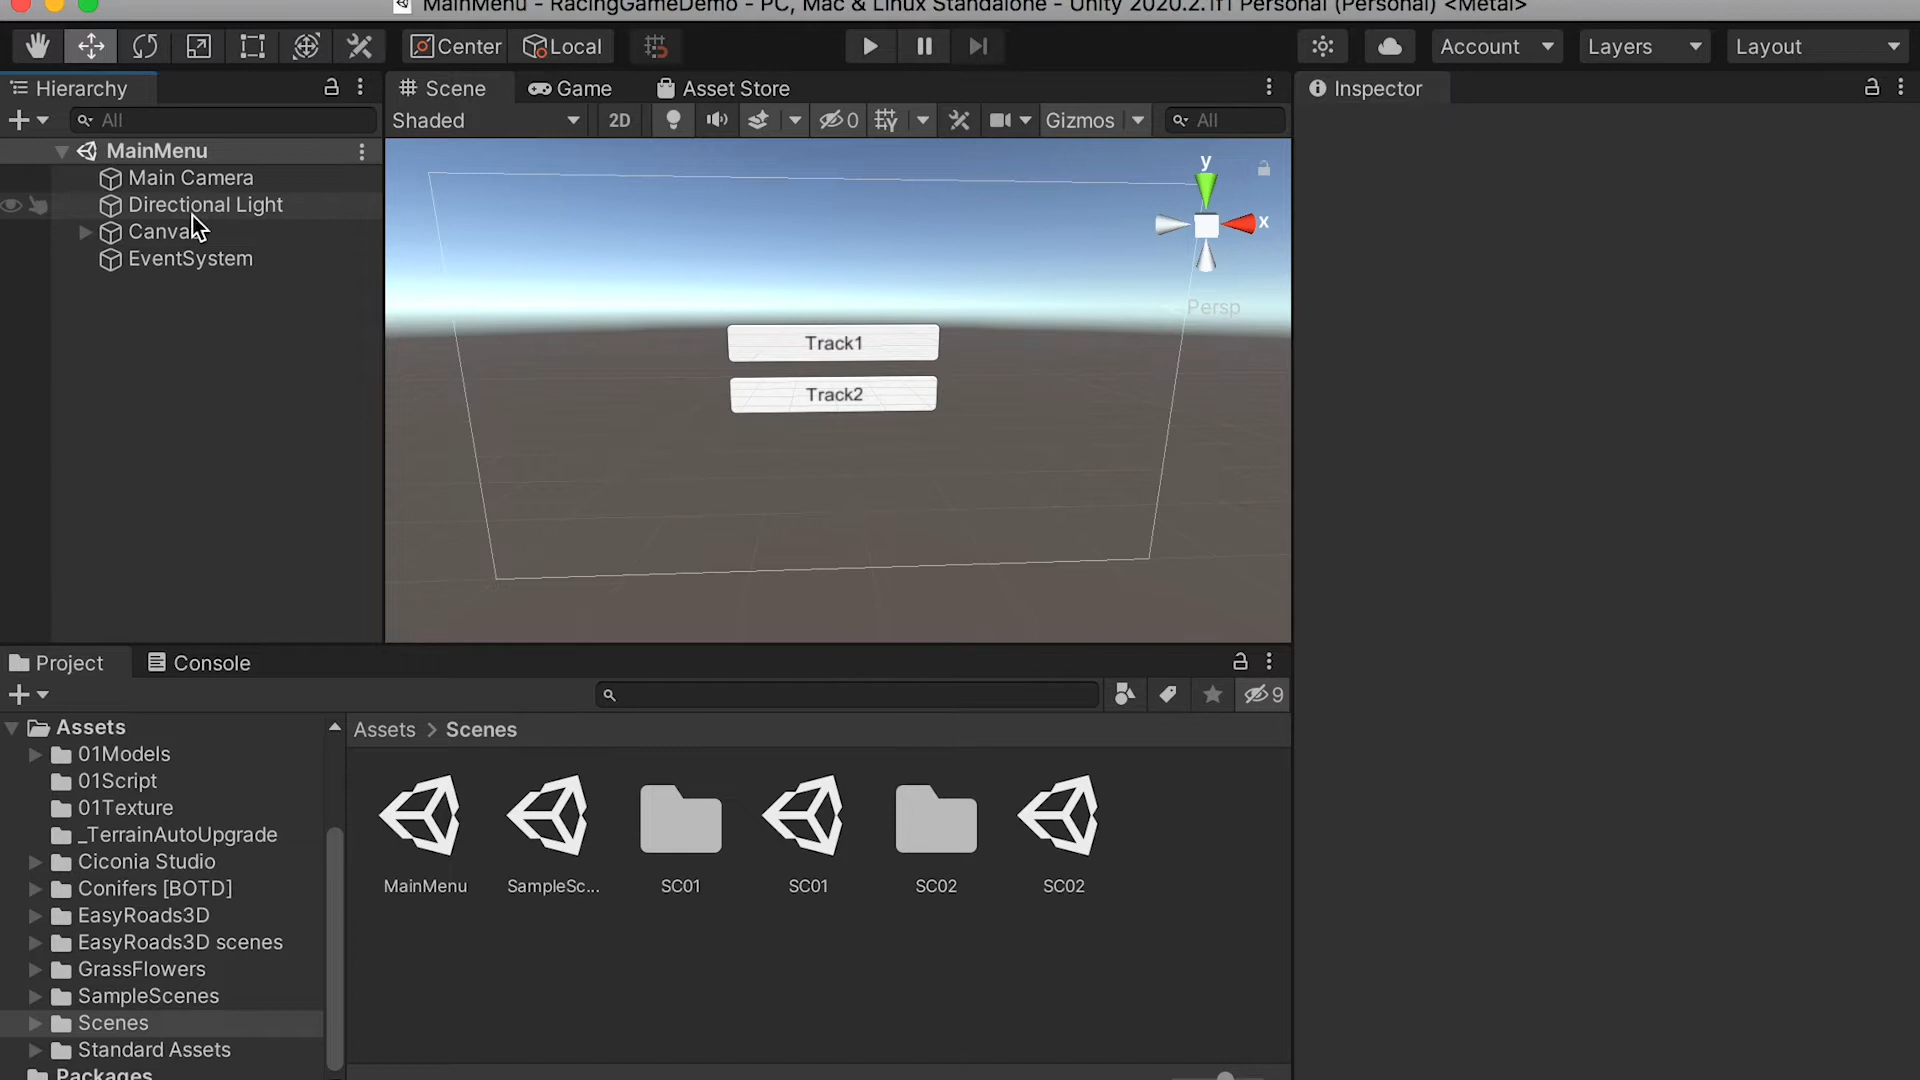 MainMenu - RacingGameDemo - PC, Mac & Linux Standalone - Unity 2020.2.1f1 Personal (Personal) <Metal>
Center
Local
Account
Layers
Layout
Hierarchy
Scene
Game
Asset Store
Inspector
All
Shaded
2D
0
Gizmos
All
MainMenu
Main Camera
Directional Light
Canvas
EventSystem
y
x
Persp
Track1
Track2
Project
Console
9
Assets
01Models
01Script
01Texture
_TerrainAutoUpgrade
Ciconia Studio
Conifers [BOTD]
EasyRoads3D
EasyRoads3D scenes
GrassFlowers
SampleScenes
Scenes
Standard Assets
Packages
Assets > Scenes
MainMenu
SampleSc...
SC01
SC01
SC02
SC02